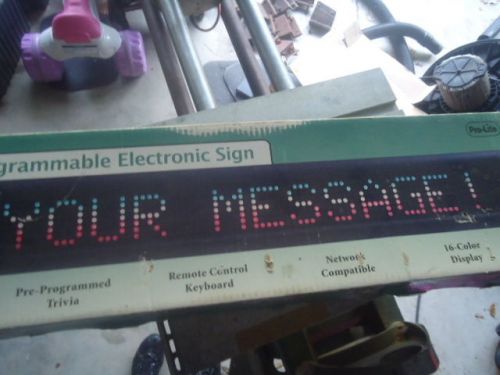 Pro-Lite
grammable Electronic Sign
YOUR MESSAGE!
Pre-Programmed
Trivia
Remote Control
Keyboard
Network
Compatible
16-Color
Display